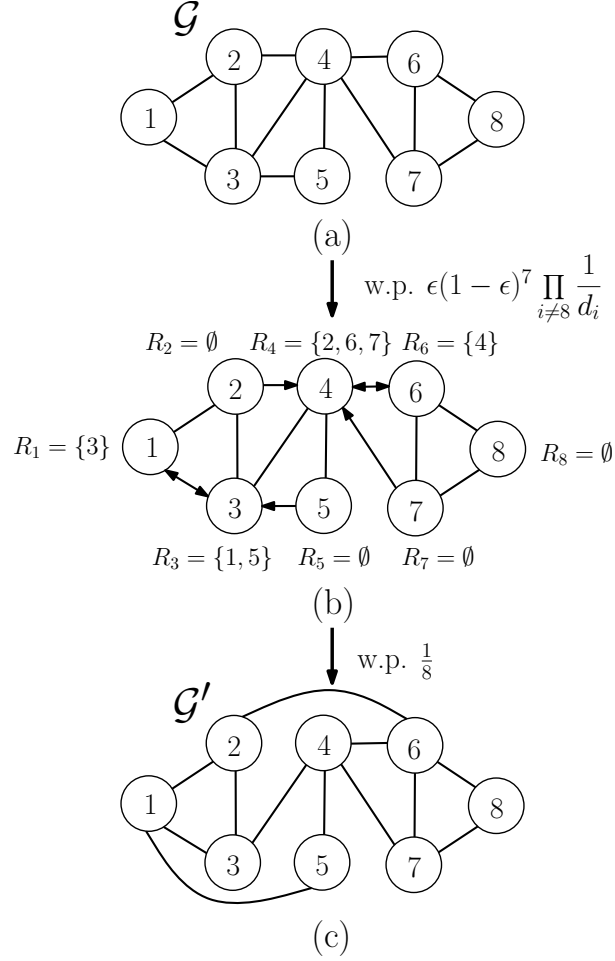 𝒢
2 4 6
1 8
3 5 7
(a)
w.p. ϵ(1 − ϵ)⁷ ∏_{i≠8} 1/dᵢ
R₂ = ∅ R₄ = {2, 6, 7} R₆ = {4}
2 4 6
R₁ = {3} 1 8 R₈ = ∅
3 5 7
R₃ = {1, 5} R₅ = ∅ R₇ = ∅
(b)
w.p. 1/8
𝒢′
2 4 6
1 8
3 5 7
(c)